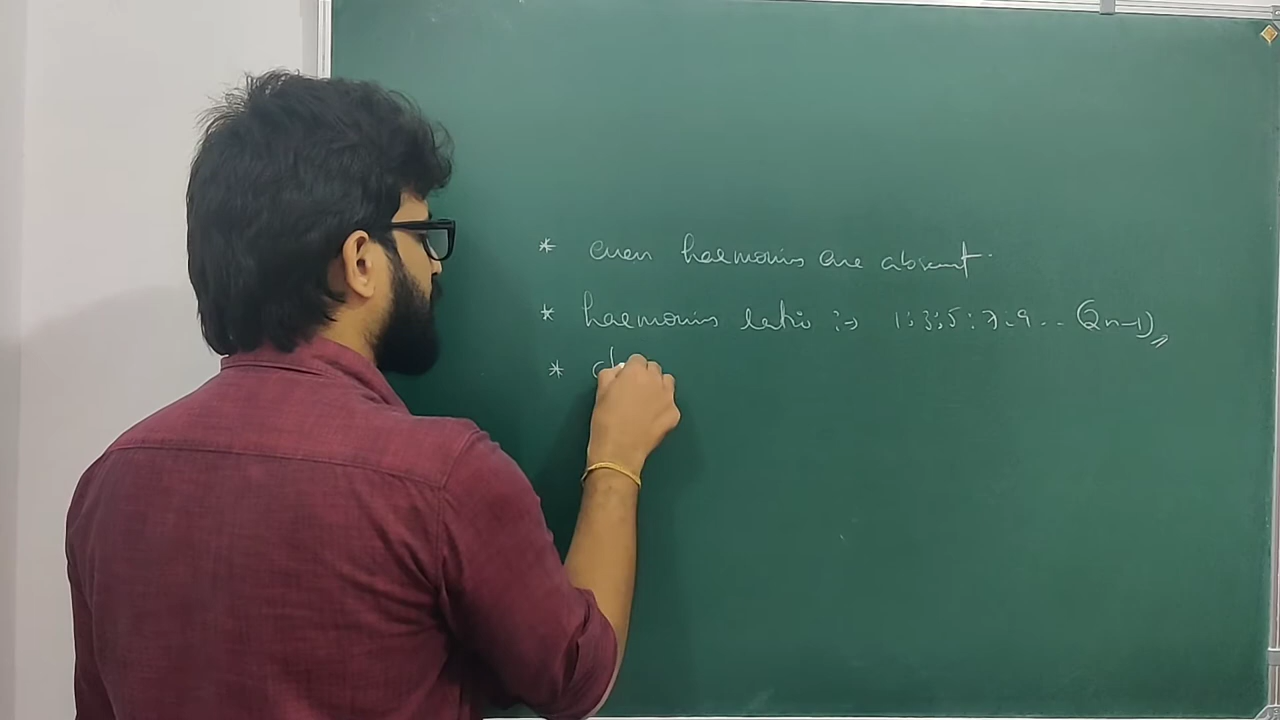 * even harmonics are absent.
* harmonics ratio :→ 1:3:5:7:9.. (2n-1)
*